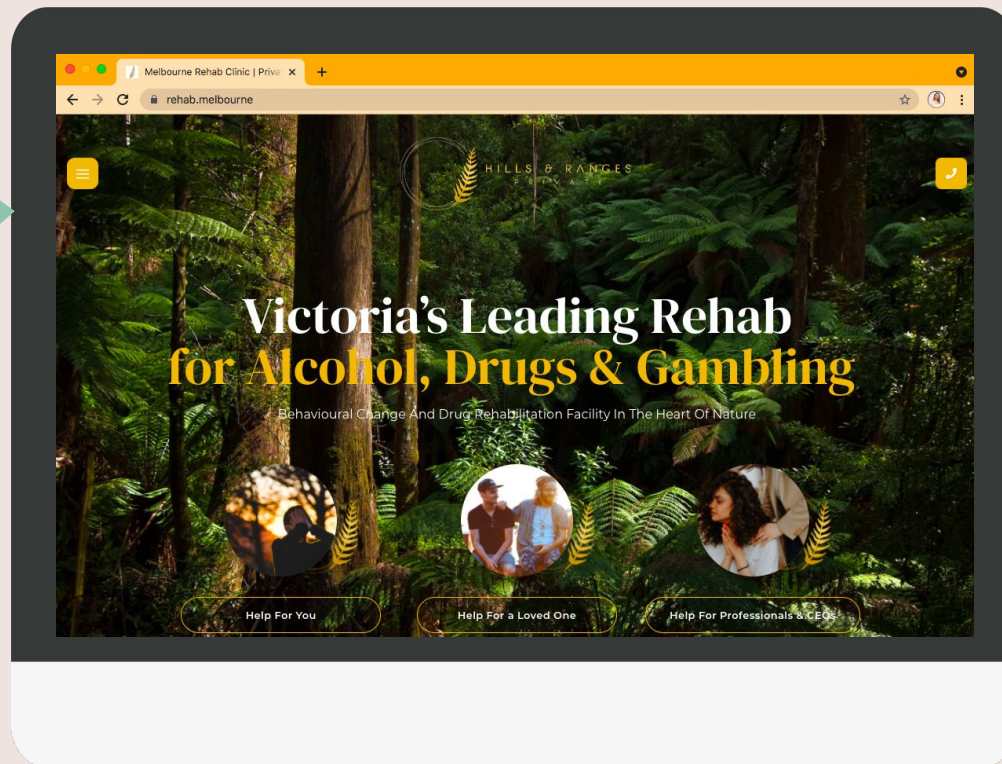 Melbourne Rehab Clinic | Priva
rehab.melbourne
HILLS & RANGES
PRIVATE
Victoria's Leading Rehab
for Alcohol, Drugs & Gambling
Behavioural Change And Drug Rehabilitation Facility In The Heart Of Nature
Help For You
Help For a Loved One
Help For Professionals & CEOs